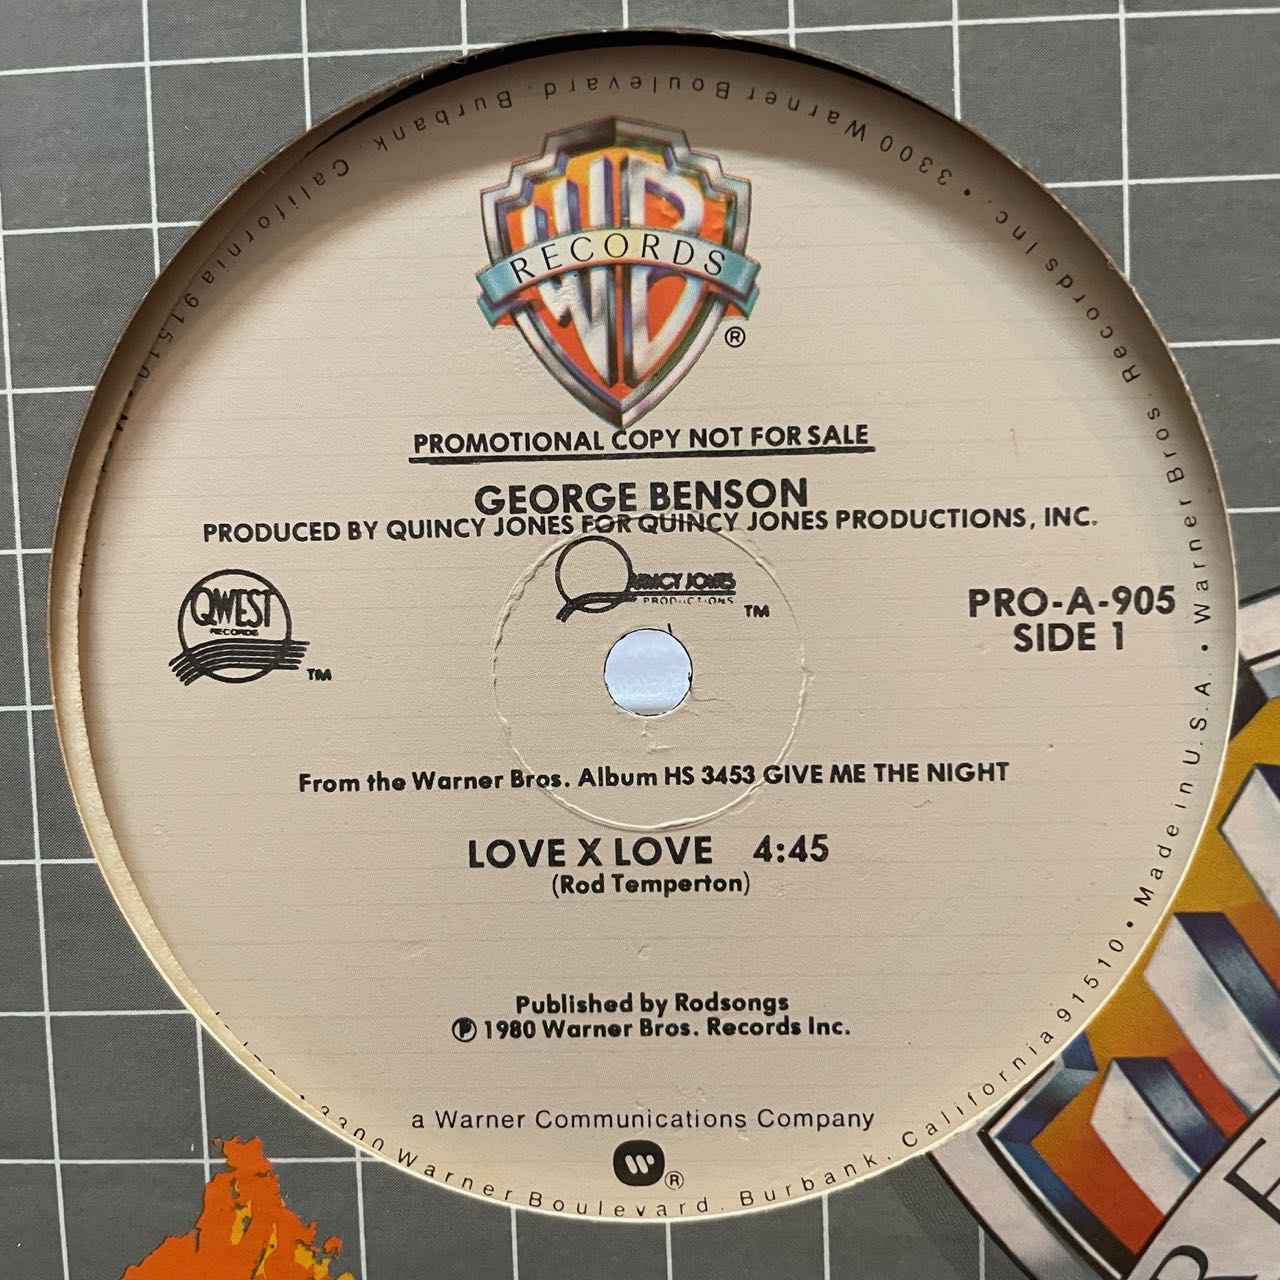 WB
RECORDS
®
PROMOTIONAL COPY NOT FOR SALE
GEORGE BENSON
PRODUCED BY QUINCY JONES FOR QUINCY JONES PRODUCTIONS, INC.
QUINCY JONES
PRODUCTIONS TM
QWEST
RECORDS
TM
PRO-A-905
SIDE 1
From the Warner Bros. Album HS 3453 GIVE ME THE NIGHT
LOVE X LOVE 4:45
(Rod Temperton)
Published by Rodsongs
℗ 1980 Warner Bros. Records Inc.
a Warner Communications Company
®
3300 Warner Boulevard, Burbank, California 91510 • Made in U.S.A. • Warner Bros. Records Inc. • 3300 Warner Boulevard, Burbank, California 91510 •
R E